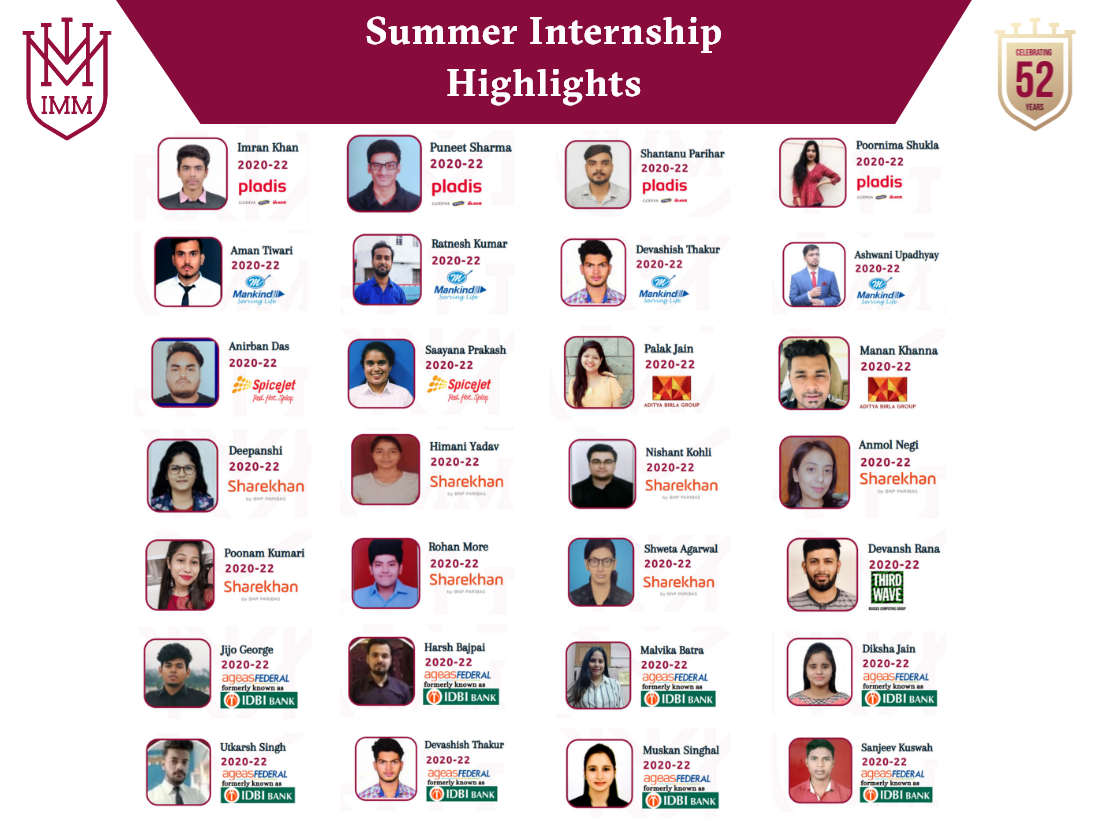 Summer Internship
Highlights
IMM
CELEBRATING
52
YEARS
Imran Khan
2020-22
pladis
GODIVA
ULKER
Puneet Sharma
2020-22
pladis
GODIVA
ULKER
Shantanu Parihar
2020-22
pladis
GODIVA
ULKER
Poornima Shukla
2020-22
pladis
GODIVA
ULKER
Aman Tiwari
2020-22
Mankind
Serving Life
Ratnesh Kumar
2020-22
Mankind
Serving Life
Devashish Thakur
2020-22
Mankind
Serving Life
Ashwani Upadhyay
2020-22
Mankind
Serving Life
Anirban Das
2020-22
SpiceJet
Red. Hot. Spicy.
Saayana Prakash
2020-22
SpiceJet
Red. Hot. Spicy.
Palak Jain
2020-22
ADITYA BIRLA GROUP
Manan Khanna
2020-22
ADITYA BIRLA GROUP
Deepanshi
2020-22
Sharekhan
by BNP PARIBAS
Himani Yadav
2020-22
Sharekhan
by BNP PARIBAS
Nishant Kohli
2020-22
Sharekhan
by BNP PARIBAS
Anmol Negi
2020-22
Sharekhan
by BNP PARIBAS
Poonam Kumari
2020-22
Sharekhan
by BNP PARIBAS
Rohan More
2020-22
Sharekhan
by BNP PARIBAS
Shweta Agarwal
2020-22
Sharekhan
by BNP PARIBAS
Devansh Rana
2020-22
THIRD
WAVE
Jijo George
2020-22
ageasFEDERAL
formerly known as
IDBI BANK
Harsh Bajpai
2020-22
ageasFEDERAL
formerly known as
IDBI BANK
Malvika Batra
2020-22
ageasFEDERAL
formerly known as
IDBI BANK
Diksha Jain
2020-22
ageasFEDERAL
formerly known as
IDBI BANK
Utkarsh Singh
2020-22
ageasFEDERAL
formerly known as
IDBI BANK
Devashish Thakur
2020-22
ageasFEDERAL
formerly known as
IDBI BANK
Muskan Singhal
2020-22
ageasFEDERAL
formerly known as
IDBI BANK
Sanjeev Kuswah
2020-22
ageasFEDERAL
formerly known as
IDBI BANK